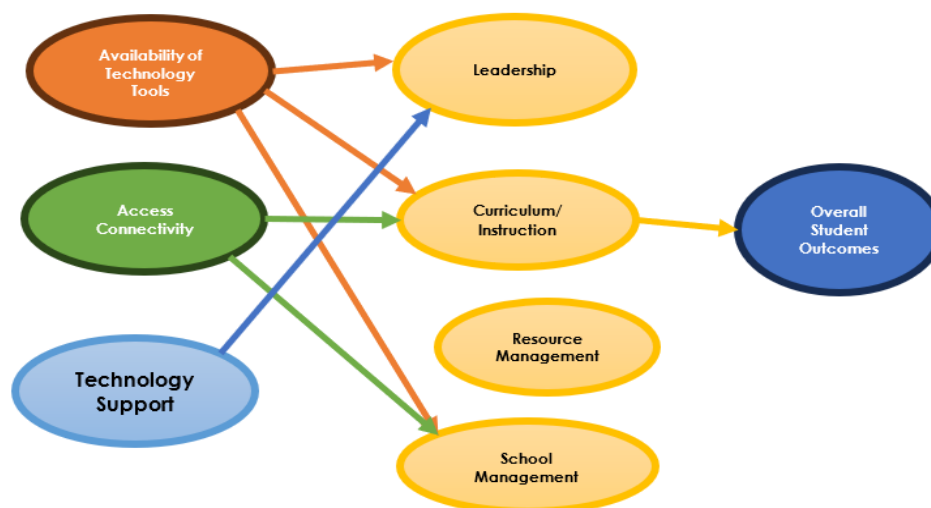 Availability of
Technology
Tools
Leadership
Access
Connectivity
Curriculum/
Instruction
Overall
Student
Outcomes
Resource
Management
Technology
Support
School
Management